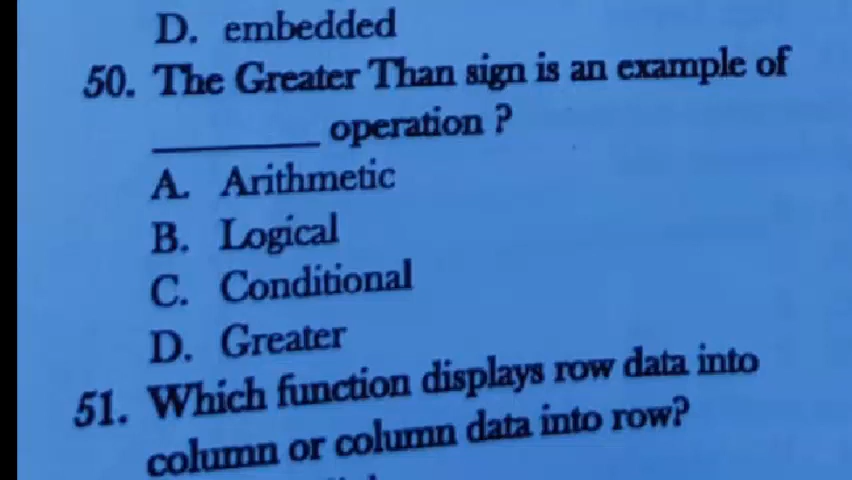 D. embedded
50. The Greater Than sign is an example of
________ operation ?
A. Arithmetic
B. Logical
C. Conditional
D. Greater
51. Which function displays row data into
column or column data into row?